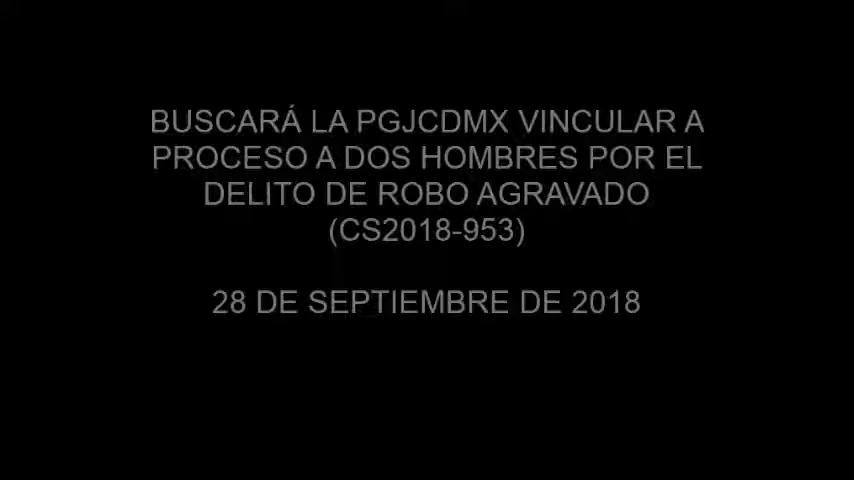 BUSCARÁ LA PGJCDMX VINCULAR A
PROCESO A DOS HOMBRES POR EL
DELITO DE ROBO AGRAVADO
(CS2018-953)
28 DE SEPTIEMBRE DE 2018